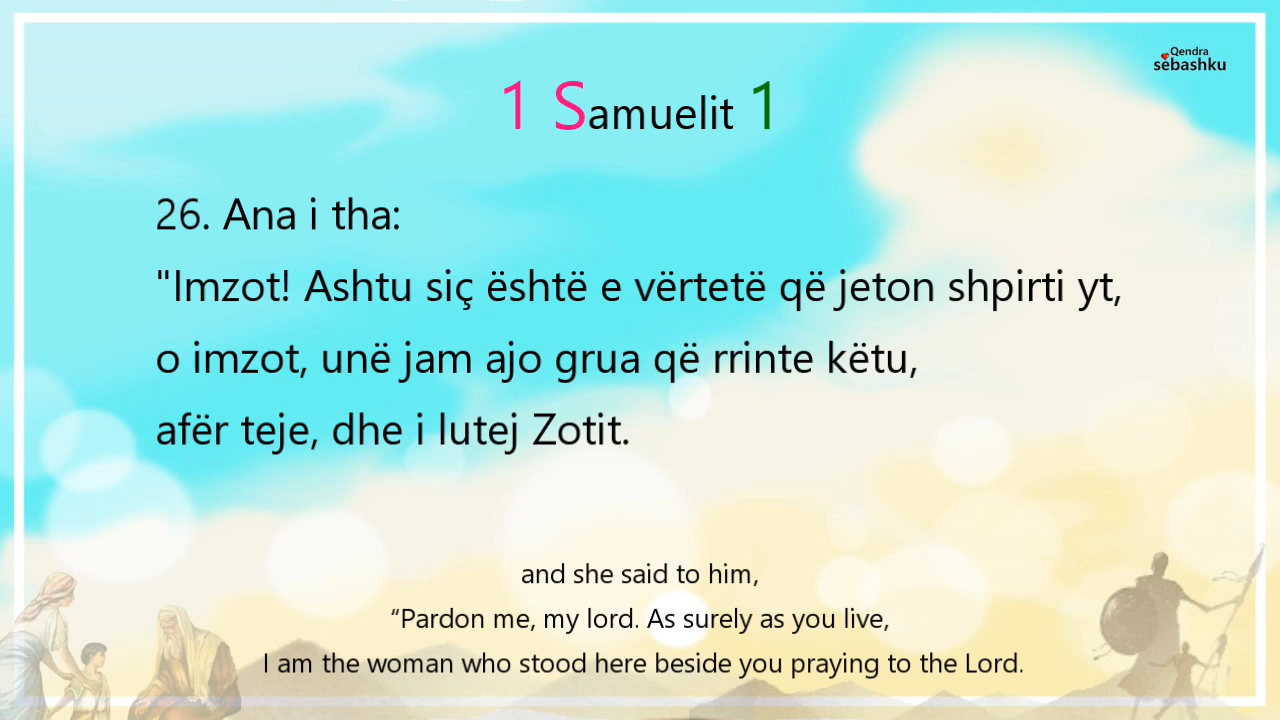 Qendra
sëbashku
1 Samuelit 1
26. Ana i tha:
"Imzot! Ashtu siç është e vërtetë që jeton shpirti yt,
o imzot, unë jam ajo grua që rrinte këtu,
afër teje, dhe i lutej Zotit.
and she said to him,
“Pardon me, my lord. As surely as you live,
I am the woman who stood here beside you praying to the Lord.